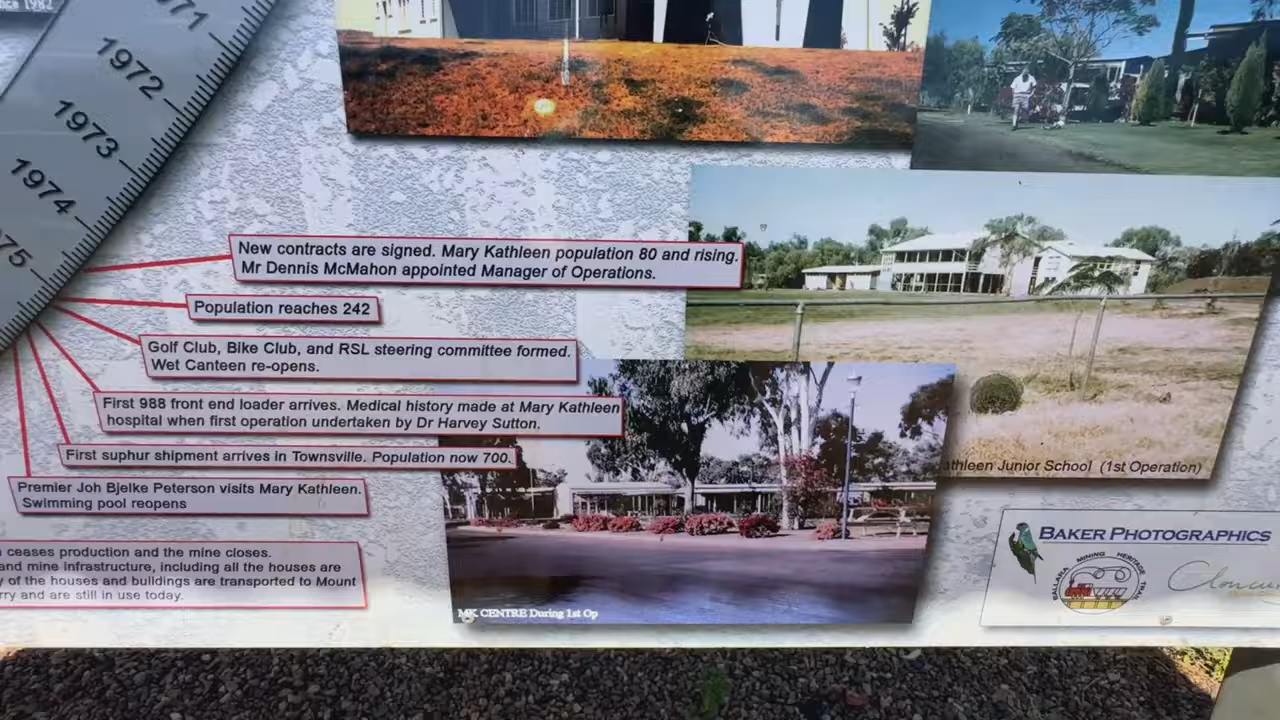 since 1982
1971
1972
1973
1974
New contracts are signed. Mary Kathleen population 80 and rising.
Mr Dennis McMahon appointed Manager of Operations.
Population reaches 242
Golf Club, Bike Club, and RSL steering committee formed.
Wet Canteen re-opens.
First 988 front end loader arrives. Medical history made at Mary Kathleen
hospital when first operation undertaken by Dr Harvey Sutton.
First suphur shipment arrives in Townsville. Population now 700.
Premier Joh Bjelke Peterson visits Mary Kathleen.
Swimming pool reopens
ceases production and the mine closes.
and mine infrastructure, including all the houses are
of the houses and buildings are transported to Mount
and are still in use today.
athleen Junior School (1st Operation)
MK CENTRE During 1st Op
BAKER PHOTOGRAPHICS
BALARA MINING HERITAGE TRAIL